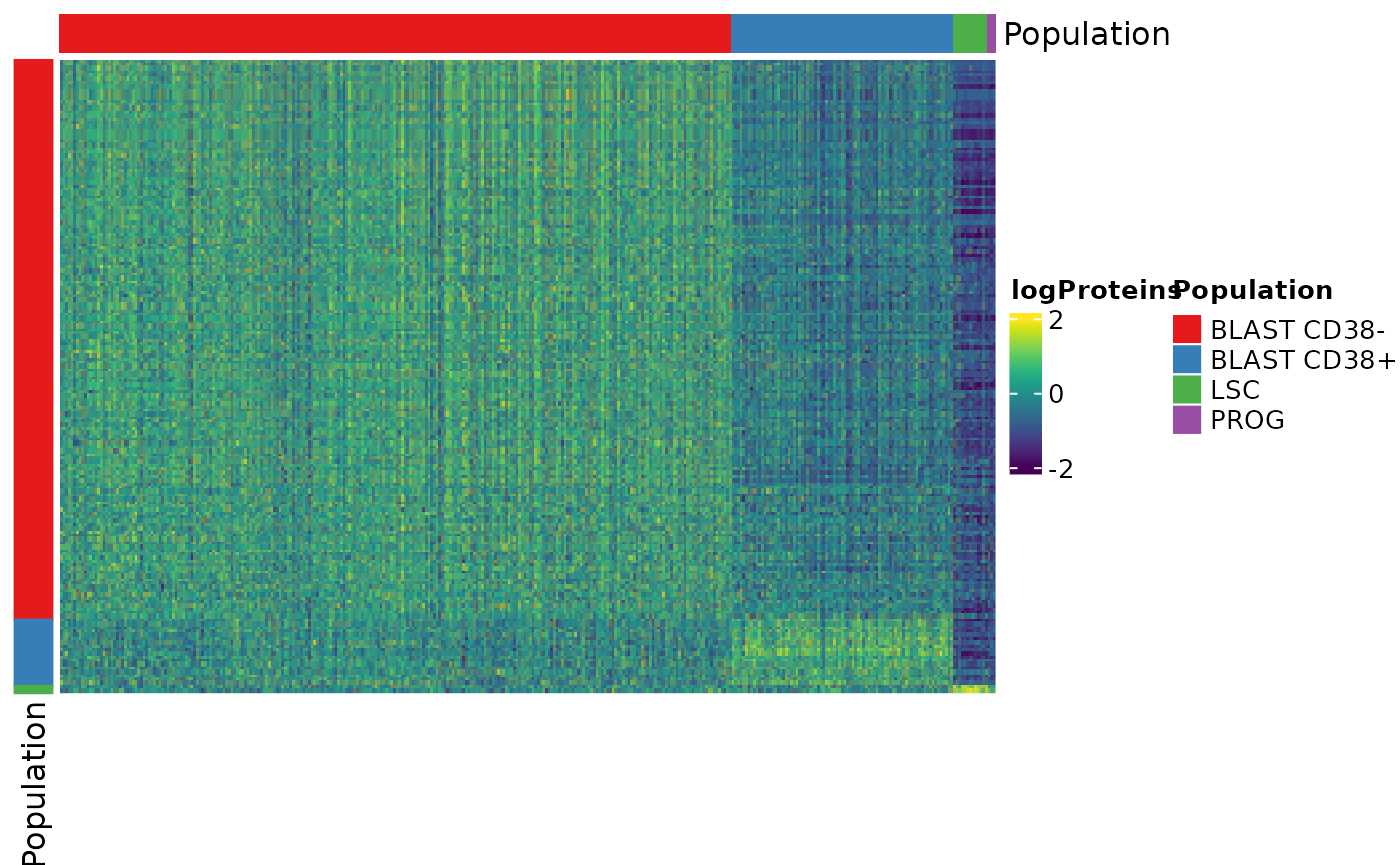 Population
logProteins
2
0
-2
Population
BLAST CD38-
BLAST CD38+
LSC
PROG
Population